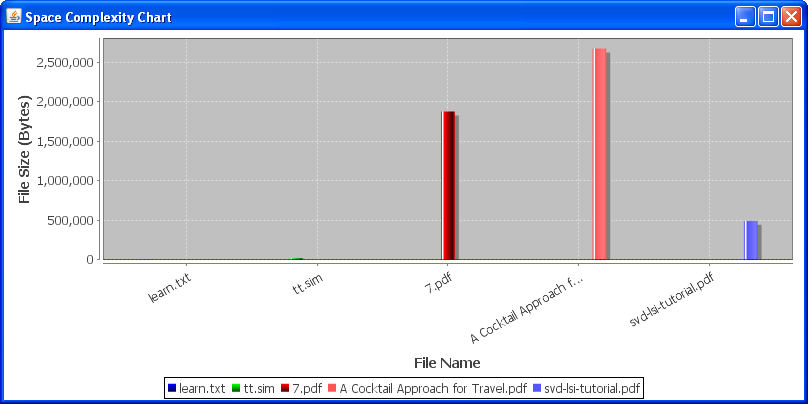 Space Complexity Chart
File Size (Bytes)
2,500,000
2,000,000
1,500,000
1,000,000
500,000
0
learn.txt
tt.sim
7.pdf
A Cocktail Approach f...
svd-lsi-tutorial.pdf
File Name
learn.txt tt.sim 7.pdf A Cocktail Approach for Travel.pdf svd-lsi-tutorial.pdf